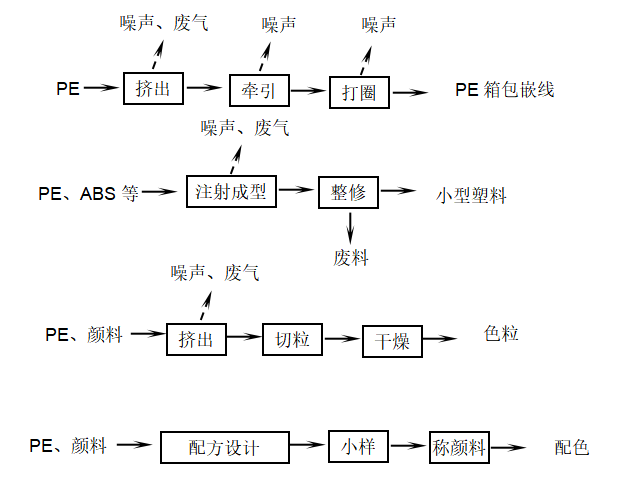 噪声、废气 噪声 噪声
PE 挤出 牵引 打圈 PE 箱包嵌线
噪声、废气
PE、ABS 等 注射成型 整修 小型塑料
废料
噪声、废气
PE、颜料 挤出 切粒 干燥 色粒
PE、颜料 配方设计 小样 称颜料 配色